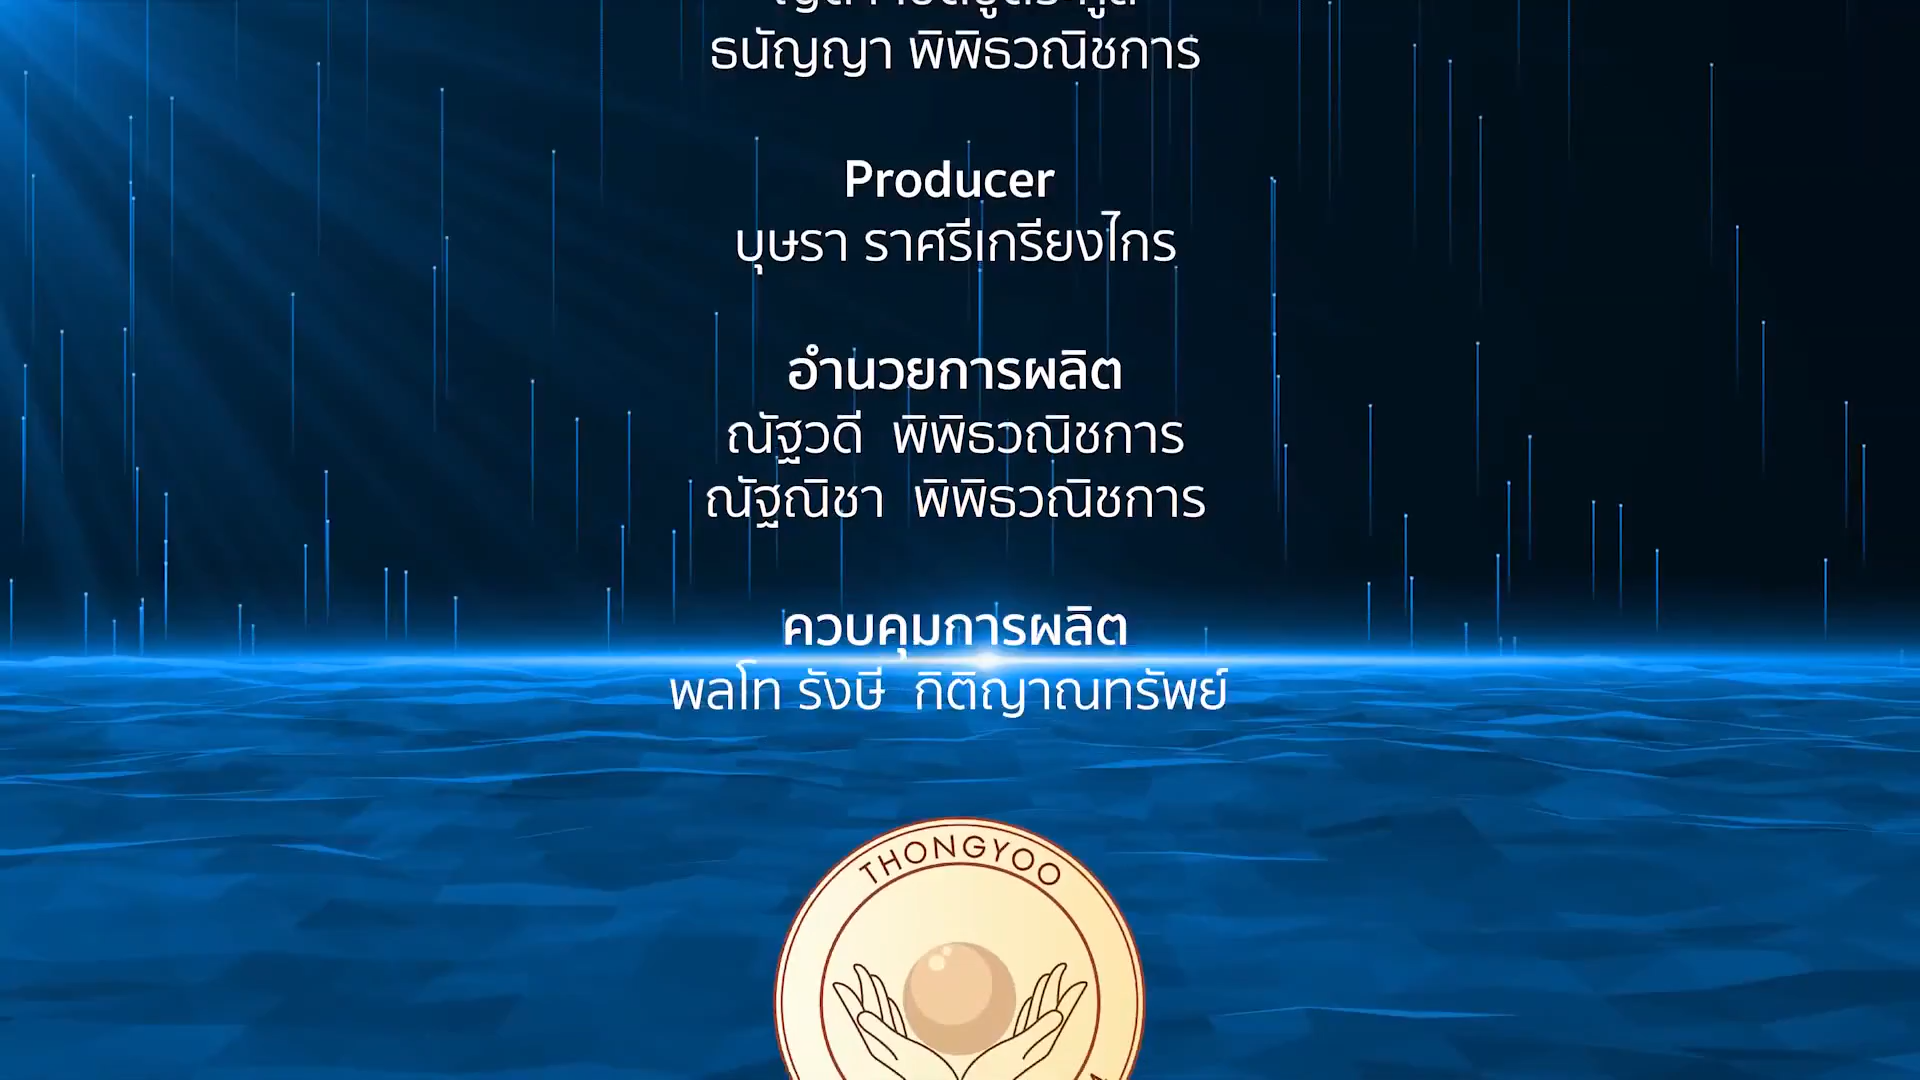 ธนัญญา พิพิธวณิชการ
Producer
บุษรา ราศรีเกรียงไกร
อำนวยการผลิต
ณัฐวดี พิพิธวณิชการ
ณัฐณิชา พิพิธวณิชการ
ควบคุมการผลิต
พลโท รังษี กิติญาณทรัพย์
THONGYOO